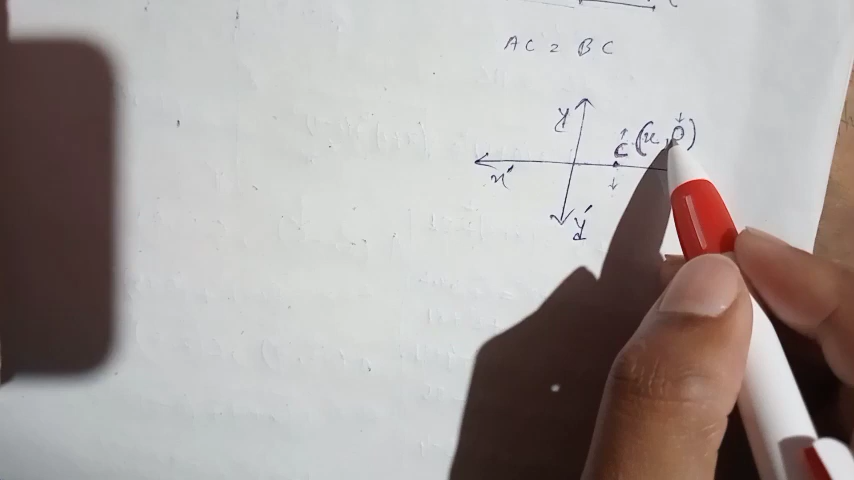 AC = BC
y
C (x, 0)
x'
y'